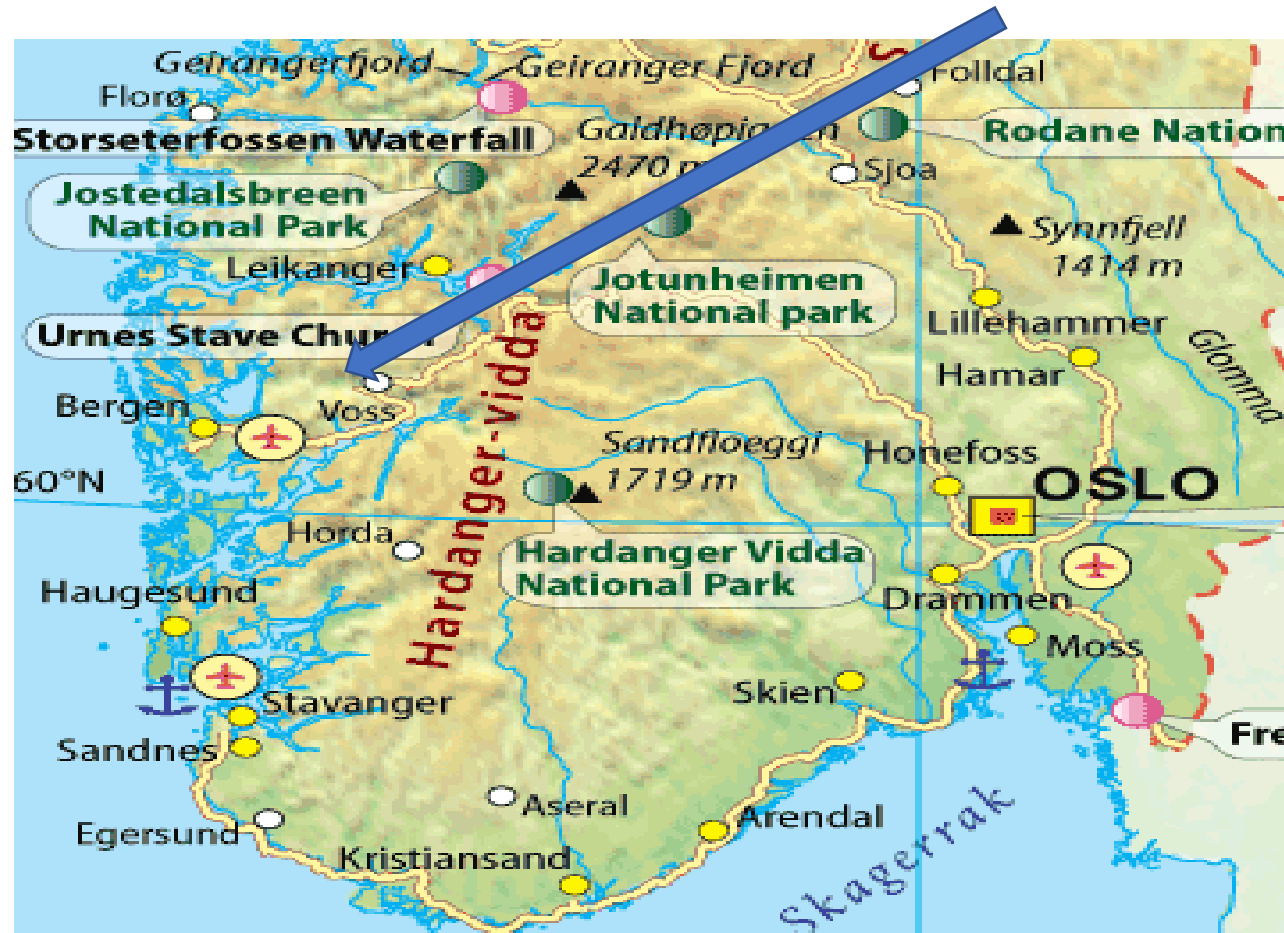 Geirangerfjord
Geiranger Fjord
S
Folldal
Florø
Storseterfossen Waterfall
2470 m
Rodane Nation
Sjoa
Jostedalsbreen
National Park
Synnfjell
1414 m
Leikanger
Jotunheimen
National park
Urnes Stave
Lillehammer
Glomma
Hamar
Bergen
Voss
Hardanger-vidda
Sandfloeggi
1719 m
Honefoss
60°N
OSLO
Horda
Hardanger Vidda
National Park
Haugesund
Drammen
Moss
Stavanger
Skien
Sandnes
Fre
Aseral
Arendal
Egersund
Kristiansand
Skagerrak